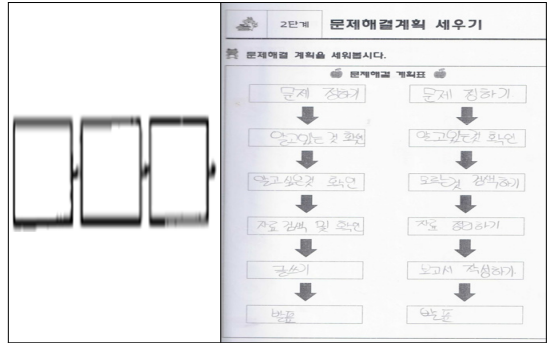 2단계 문제해결계획 세우기
문제해결 계획을 세워봅시다.
문제해결 계획표
문제 정하기 문제 정하기
알고있는 것 확인 알고있는것 확인
알고싶은것 확인 모르는것 검색하기
자료 검색 및 확인 자료 정리하기
글쓰기 보고서 작성하기
발표 발표